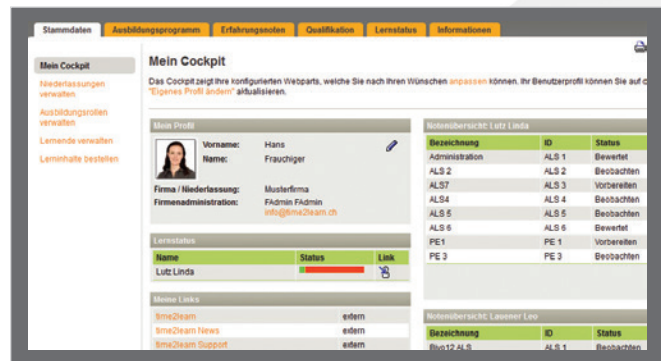 Stammdaten Ausbildungsprogramm Erfahrungsnoten Qualifikation Lernstatus Informationen
Mein Cockpit
Niederlassungen
verwalten
Ausbildungsrollen
verwalten
Lernende verwalten
Lerninhalte bestellen
Mein Cockpit
Das Cockpit zeigt Ihre konfigurierten Webparts, welche Sie nach Ihren Wünschen anpassen können. Ihr Benutzerprofil können Sie auf
"Eigenes Profil ändern" aktualisieren.
Mein Profil
Vorname: Hans
Name: Frauchiger
Firma / Niederlassung: Musterfirma
Firmenadministration: FAdmin FAdmin
info@time2learn.ch
Lernstatus
Name Status Link
Lutz Linda
Meine Links
time2learn extern
time2learn News extern
time2learn Support extern
Notenübersicht: Lutz Linda
Bezeichnung ID Status
Administration ALS 1 Bewertet
ALS 2 ALS 2 Beobachten
ALS7 ALS 3 Vorbereiten
ALS4 ALS 4 Beobachten
ALS 5 ALS 5 Beobachten
ALS 6 ALS 6 Bewertet
PE1 PE 1 Vorbereiten
PE 3 PE 3 Beobachten
Notenübersicht: Lauener Leo
Bezeichnung ID Status
Bivo12 ALS ALS 1 Beobachten